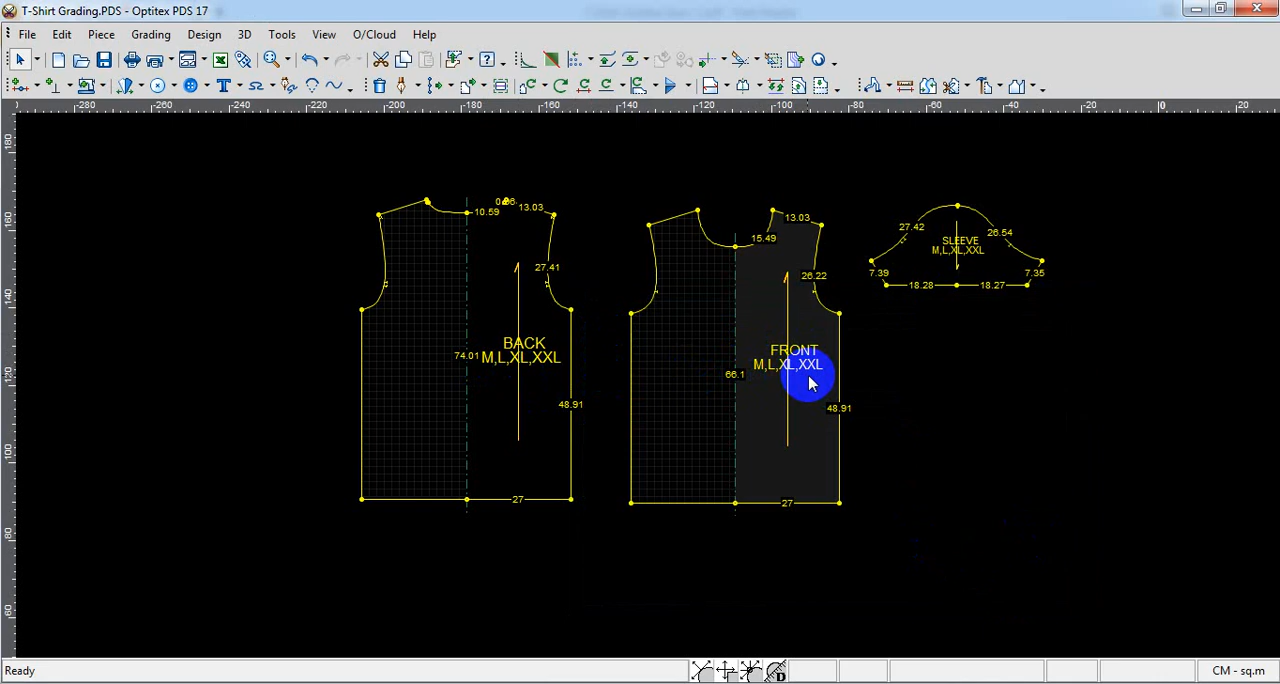 T-Shirt Grading.PDS - Optitex PDS 17
File Edit Piece Grading Design 3D Tools View O/Cloud Help
-280 -260 -240 -220 -200 -180 -160 -140 -120 -100 -80 -60 -40 -20 0 20
180
160
140
120
100
80
60
10.59
13.03
27.41
BACK
M,L,XL,XXL
74.01
48.91
27
13.03
15.49
26.22
FRONT
M,L,XL,XXL
66.1
48.91
27
27.42
26.54
SLEEVE
M,L,XL,XXL
7.39
7.35
18.28
18.27
Ready
CM - sq.m